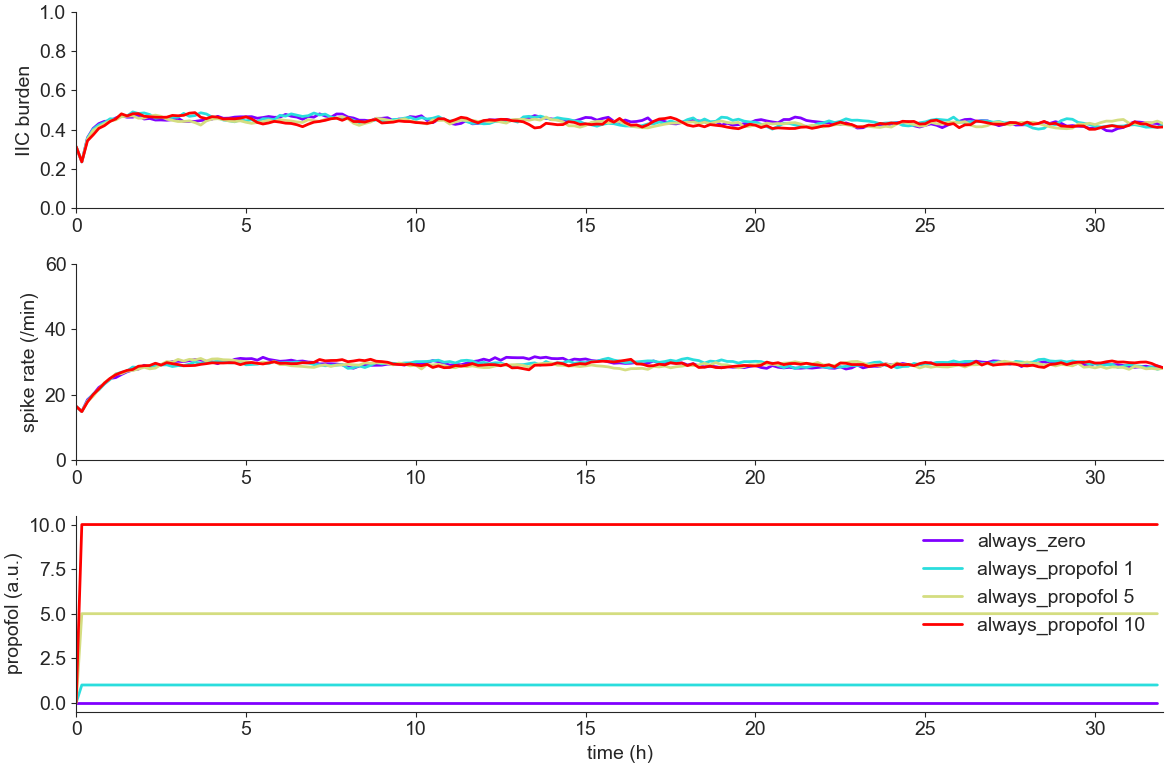 IIC burden
1.0
0.8
0.6
0.4
0.2
0.0
0 5 10 15 20 25 30
spike rate (/min)
60
40
20
0
0 5 10 15 20 25 30
propofol (a.u.)
10.0
7.5
5.0
2.5
0.0
always_zero
always_propofol 1
always_propofol 5
always_propofol 10
0 5 10 15 20 25 30
time (h)